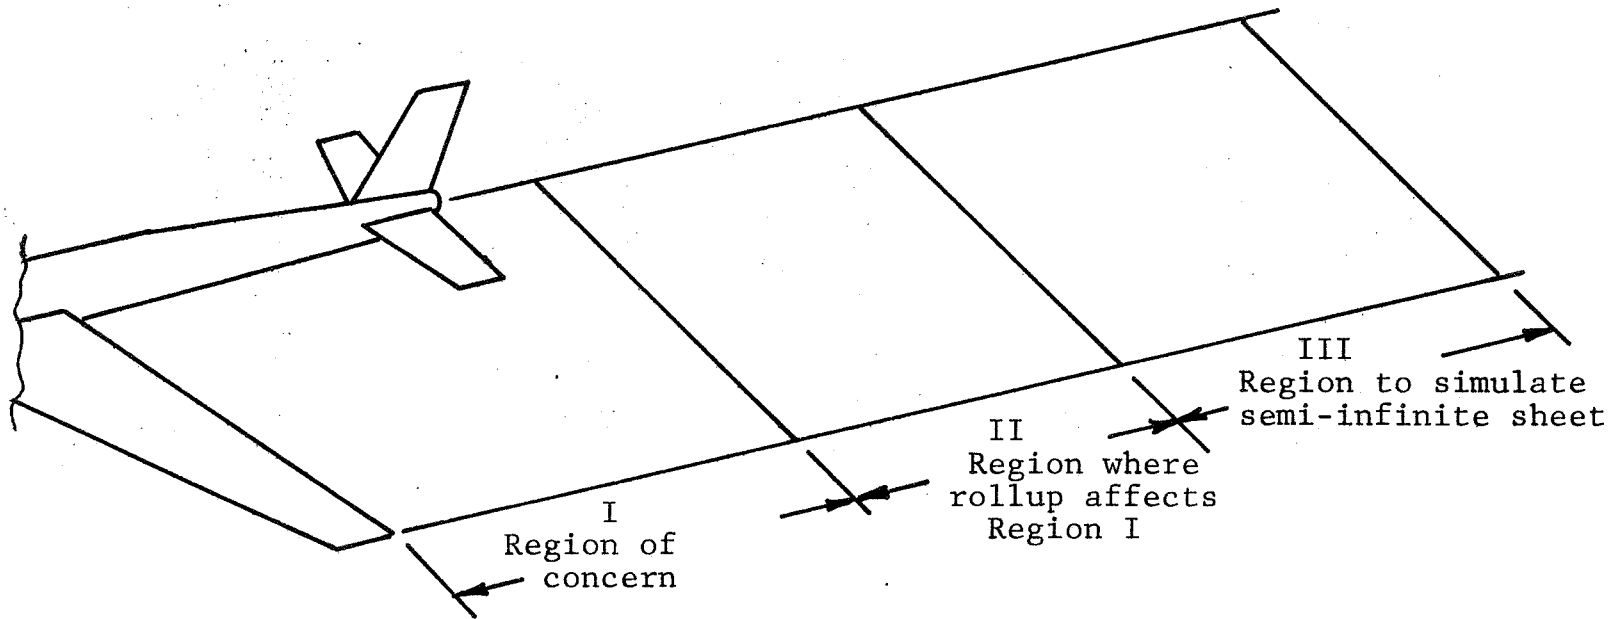 I
Region of
concern
II
Region where
rollup affects
Region I
III
Region to simulate
semi-infinite sheet